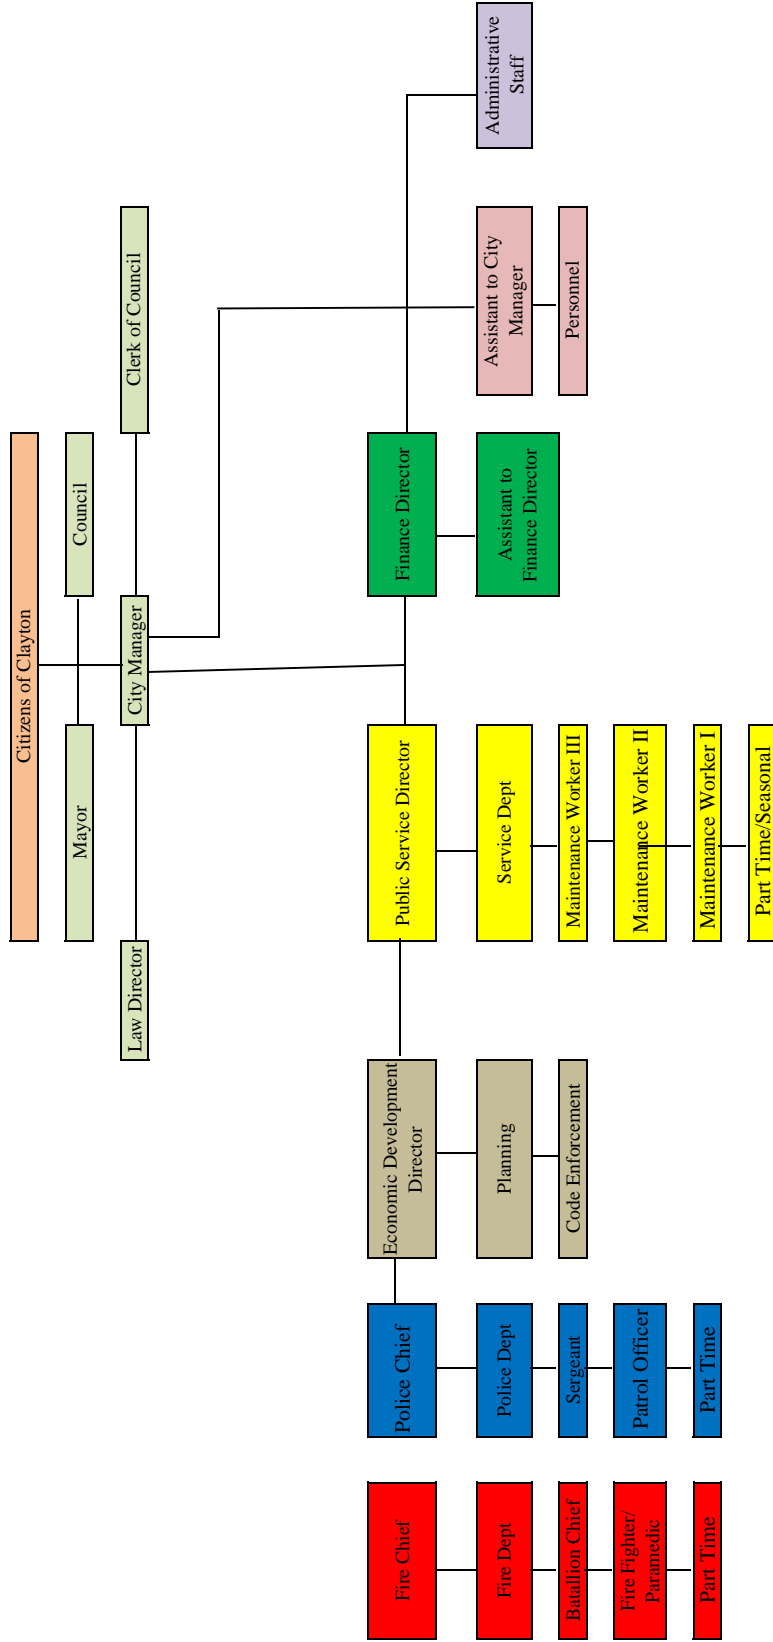 Citizens of Clayton
Mayor
Council
Law Director
City Manager
Clerk of Council
Fire Chief
Police Chief
Economic Development
Director
Public Service Director
Finance Director
Fire Dept
Police Dept
Planning
Service Dept
Assistant to
Finance Director
Assistant to City
Manager
Administrative
Staff
Batallion Chief
Sergeant
Code Enforcement
Maintenance Worker III
Personnel
Fire Fighter/
Paramedic
Patrol Officer
Maintenance Worker II
Part Time
Part Time
Maintenance Worker I
Part Time/Seasonal